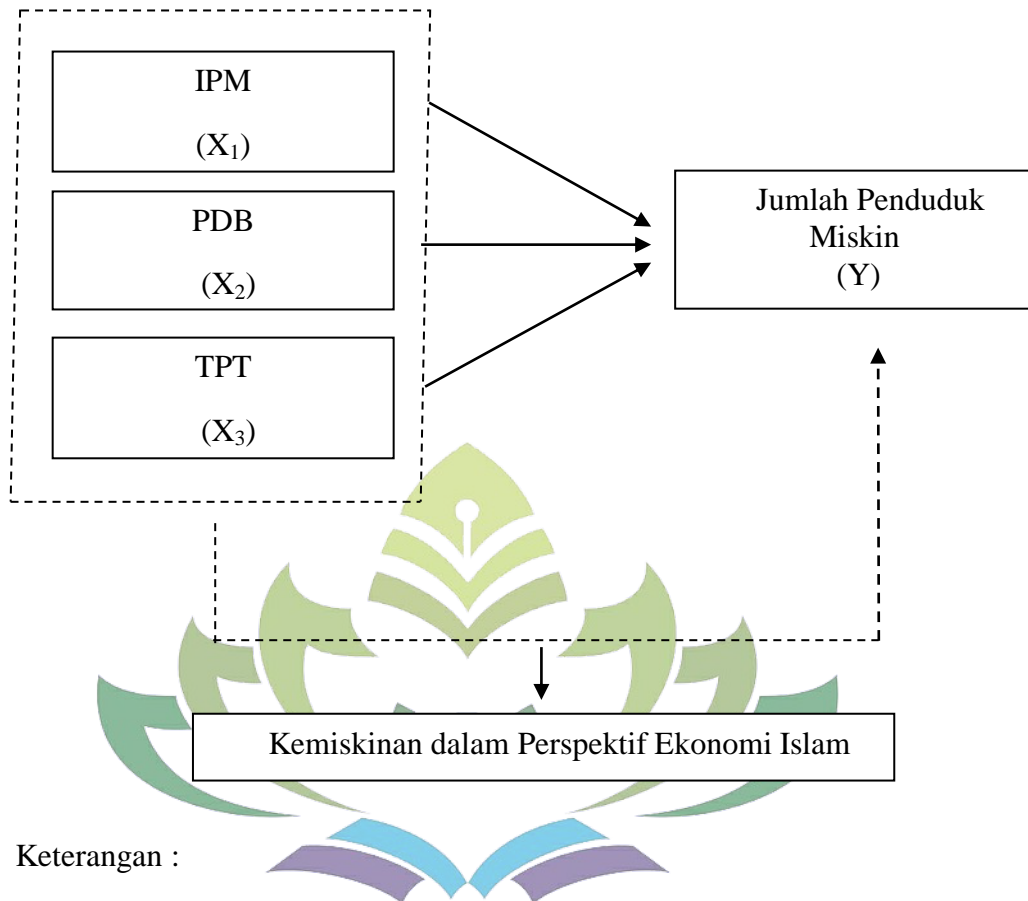 IPM
(X₁)
PDB
(X₂)
TPT
(X₃)
Jumlah Penduduk
Miskin
(Y)
Kemiskinan dalam Perspektif Ekonomi Islam
Keterangan :